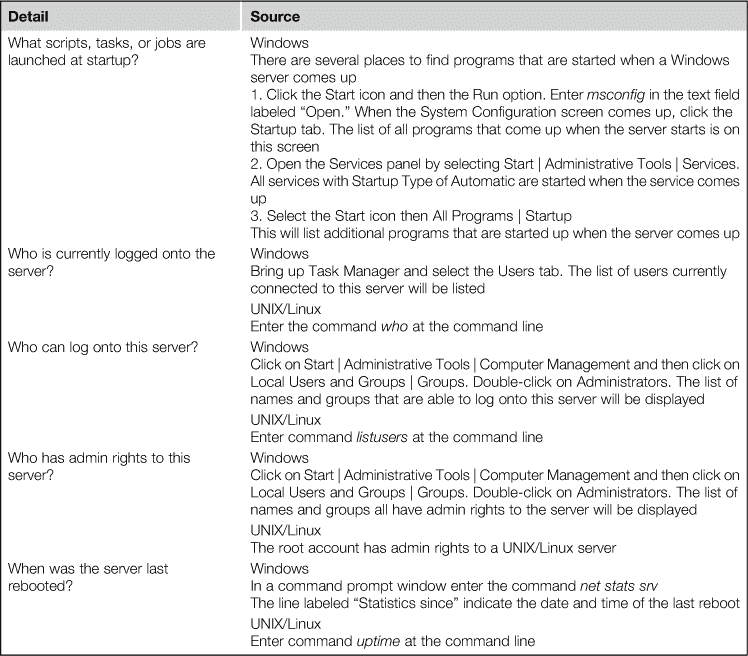 Detail Source
What scripts, tasks, or jobs are
launched at startup?
Windows
There are several places to find programs that are started when a Windows
server comes up
1. Click the Start icon and then the Run option. Enter msconfig in the text field
labeled “Open.” When the System Configuration screen comes up, click the
Startup tab. The list of all programs that come up when the server starts is on
this screen
2. Open the Services panel by selecting Start | Administrative Tools | Services.
All services with Startup Type of Automatic are started when the service comes
up
3. Select the Start icon then All Programs | Startup
This will list additional programs that are started up when the server comes up
Who is currently logged onto the
server?
Windows
Bring up Task Manager and select the Users tab. The list of users currently
connected to this server will be listed
UNIX/Linux
Enter the command who at the command line
Who can log onto this server?
Windows
Click on Start | Administrative Tools | Computer Management and then click on
Local Users and Groups | Groups. Double-click on Administrators. The list of
names and groups that are able to log onto this server will be displayed
UNIX/Linux
Enter command listusers at the command line
Who has admin rights to this
server?
Windows
Click on Start | Administrative Tools | Computer Management and then click on
Local Users and Groups | Groups. Double-click on Administrators. The list of
names and groups all have admin rights to the server will be displayed
UNIX/Linux
The root account has admin rights to a UNIX/Linux server
When was the server last
rebooted?
Windows
In a command prompt window enter the command net stats srv
The line labeled “Statistics since” indicate the date and time of the last reboot
UNIX/Linux
Enter command uptime at the command line